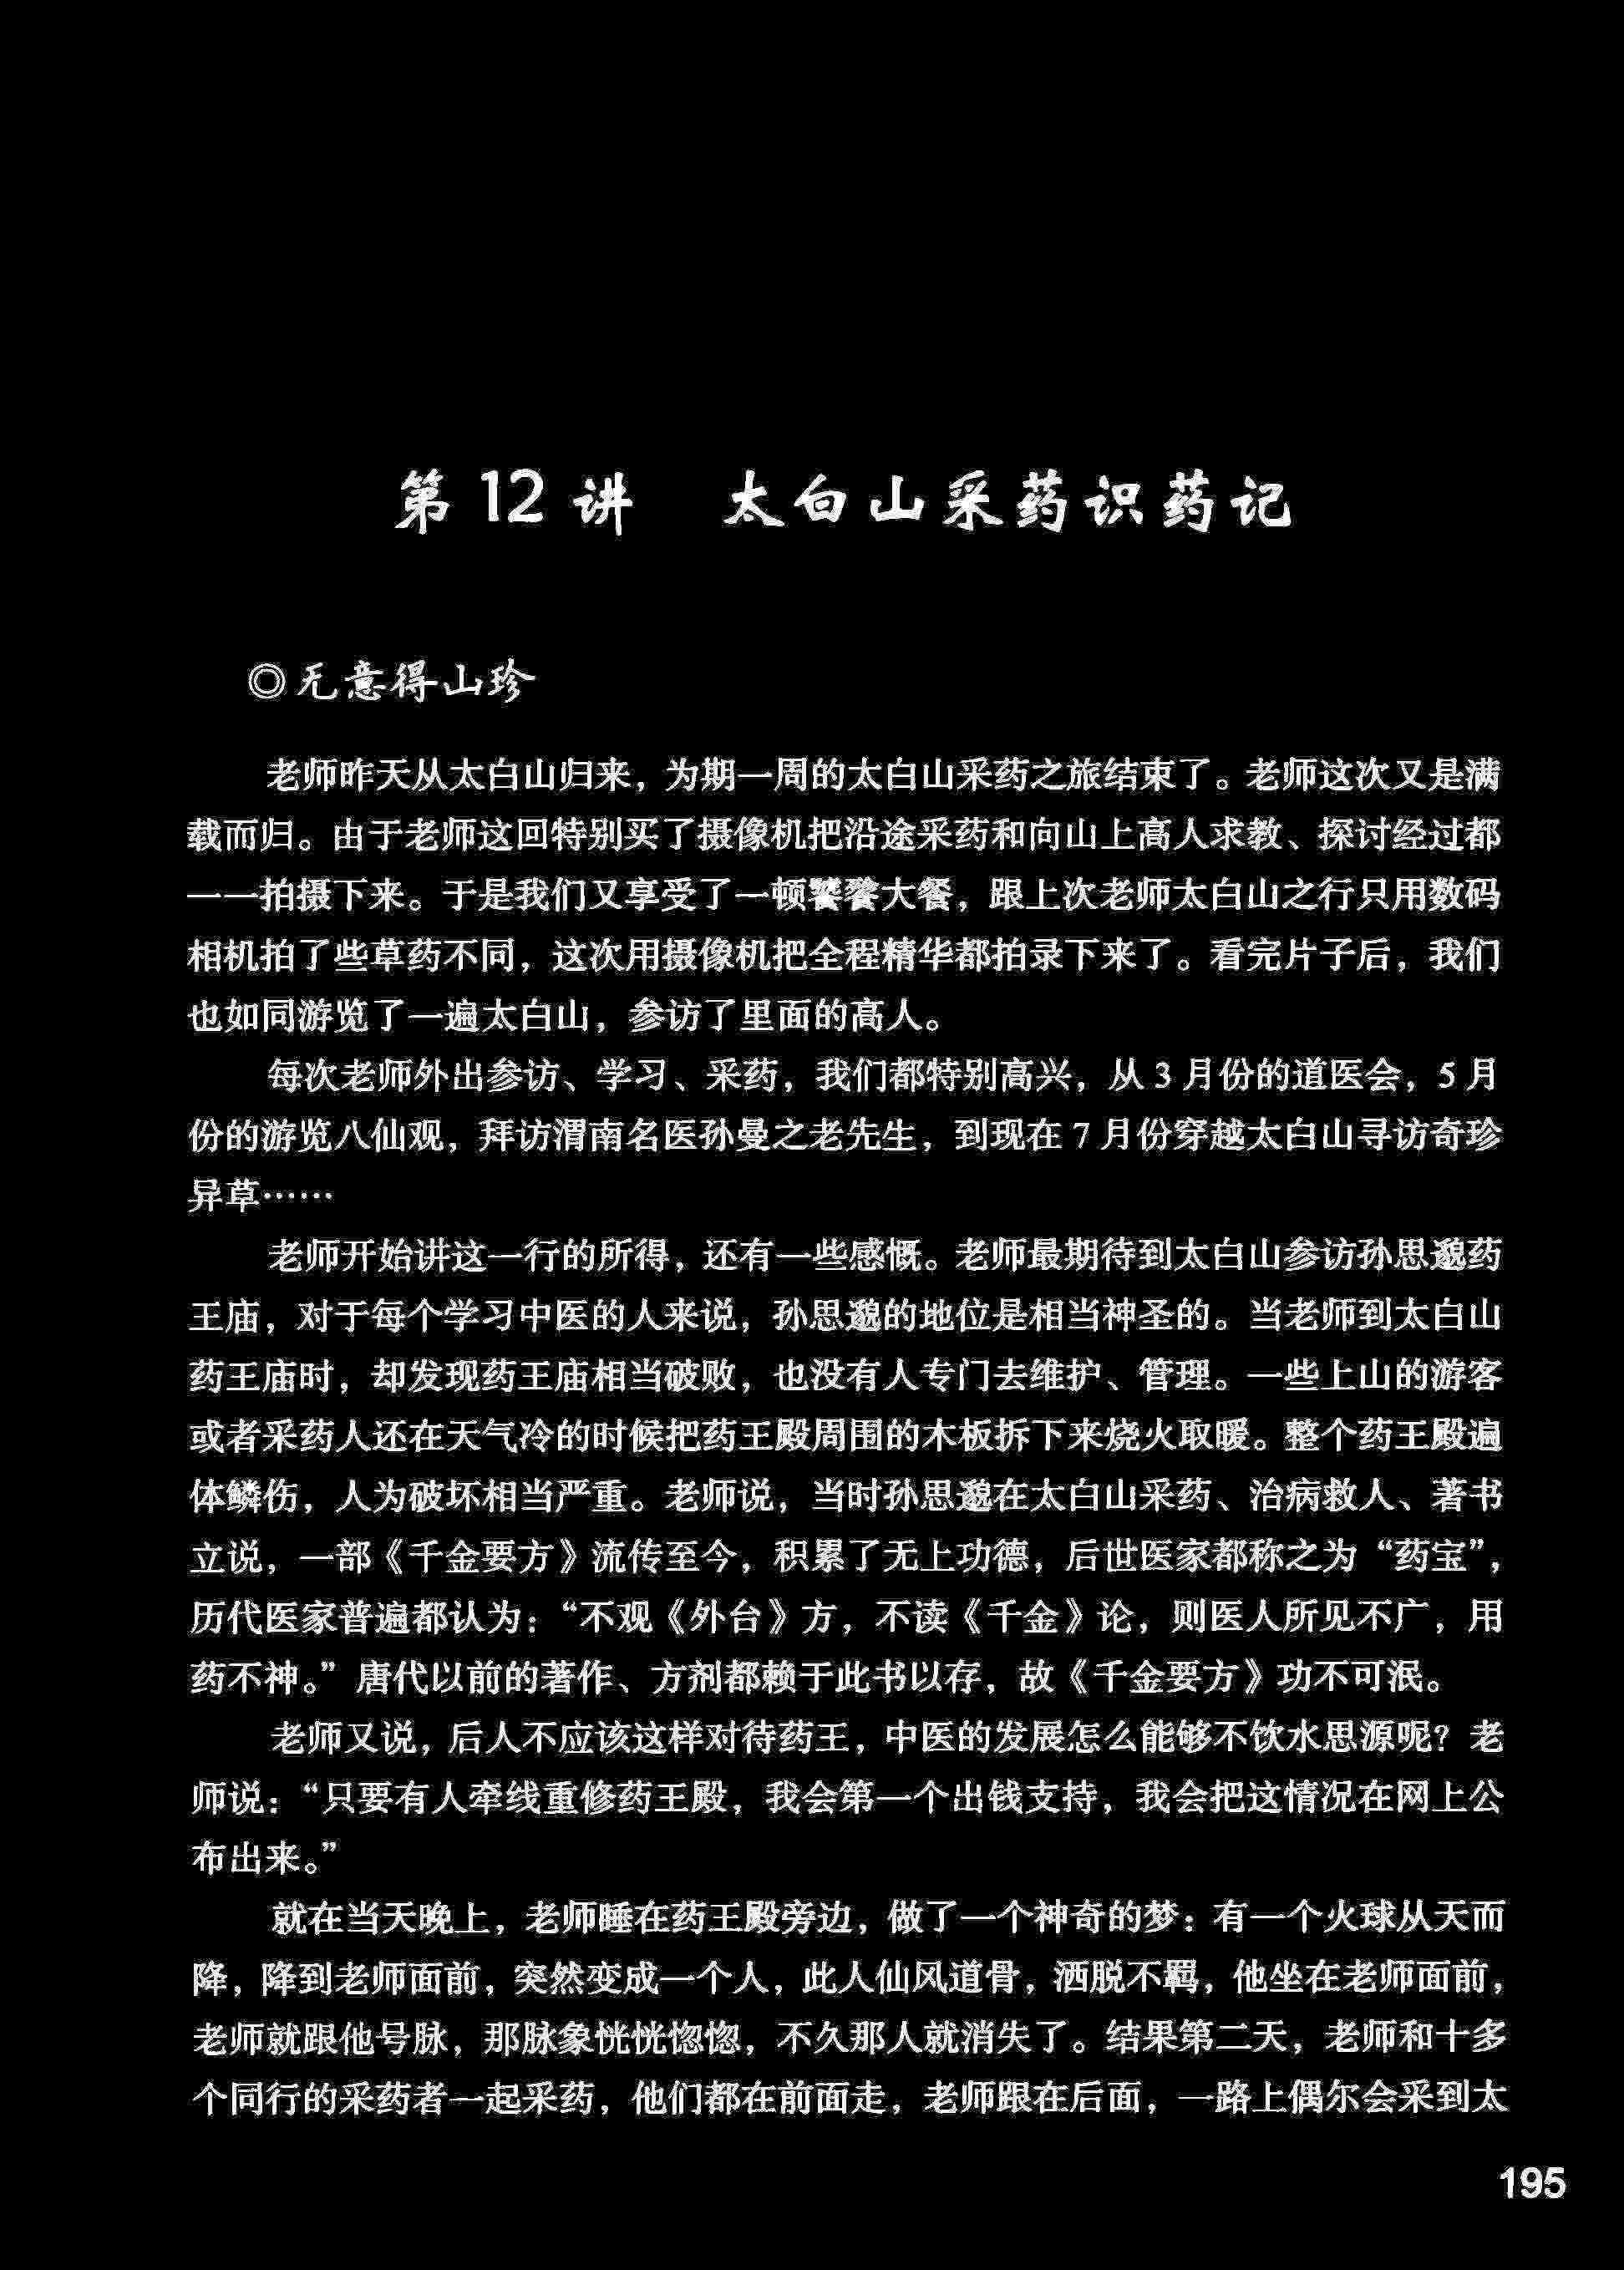 第12讲 太白山采药识药记
◎无意得山珍
老师昨天从太白山归来，为期一周的太白山采药之旅结束了。老师这次又是满
载而归。由于老师这回特别买了摄像机把沿途采药和向山上高人求教、探讨经过都
一一拍摄下来。于是我们又享受了一顿饕餮大餐，跟上次老师太白山之行只用数码
相机拍了些草药不同，这次用摄像机把全程精华都拍录下来了。看完片子后，我们
也如同游览了一遍太白山，参访了里面的高人。
每次老师外出参访、学习、采药，我们都特别高兴，从3月份的道医会，5月
份的游览八仙观，拜访渭南名医孙曼之老先生，到现在7月份穿越太白山寻访奇珍
异草……
老师开始讲这一行的所得，还有一些感慨。老师最期待到太白山参访孙思邈药
王庙，对于每个学习中医的人来说，孙思邈的地位是相当神圣的。当老师到太白山
药王庙时，却发现药王庙相当破败，也没有人专门去维护、管理。一些上山的游客
或者采药人还在天气冷的时候把药王殿周围的木板拆下来烧火取暖。整个药王殿遍
体鳞伤，人为破坏相当严重。老师说，当时孙思邈在太白山采药、治病救人、著书
立说，一部《千金要方》流传至今，积累了无上功德，后世医家都称之为“药宝”，
历代医家普遍都认为：“不观《外台》方，不读《千金》论，则医人所见不广，用
药不神。”唐代以前的著作、方剂都赖于此书以存，故《千金要方》功不可泯。
老师又说，后人不应该这样对待药王，中医的发展怎么能够不饮水思源呢？老
师说：“只要有人牵线重修药王殿，我会第一个出钱支持，我会把这情况在网上公
布出来。”
就在当天晚上，老师睡在药王殿旁边，做了一个神奇的梦：有一个火球从天而
降，降到老师面前，突然变成一个人，此人仙风道骨，洒脱不羁，他坐在老师面前，
老师就跟他号脉，那脉象恍恍惚惚，不久那人就消失了。结果第二天，老师和十多
个同行的采药者一起采药，他们都在前面走，老师跟在后面，一路上偶尔会采到太
195